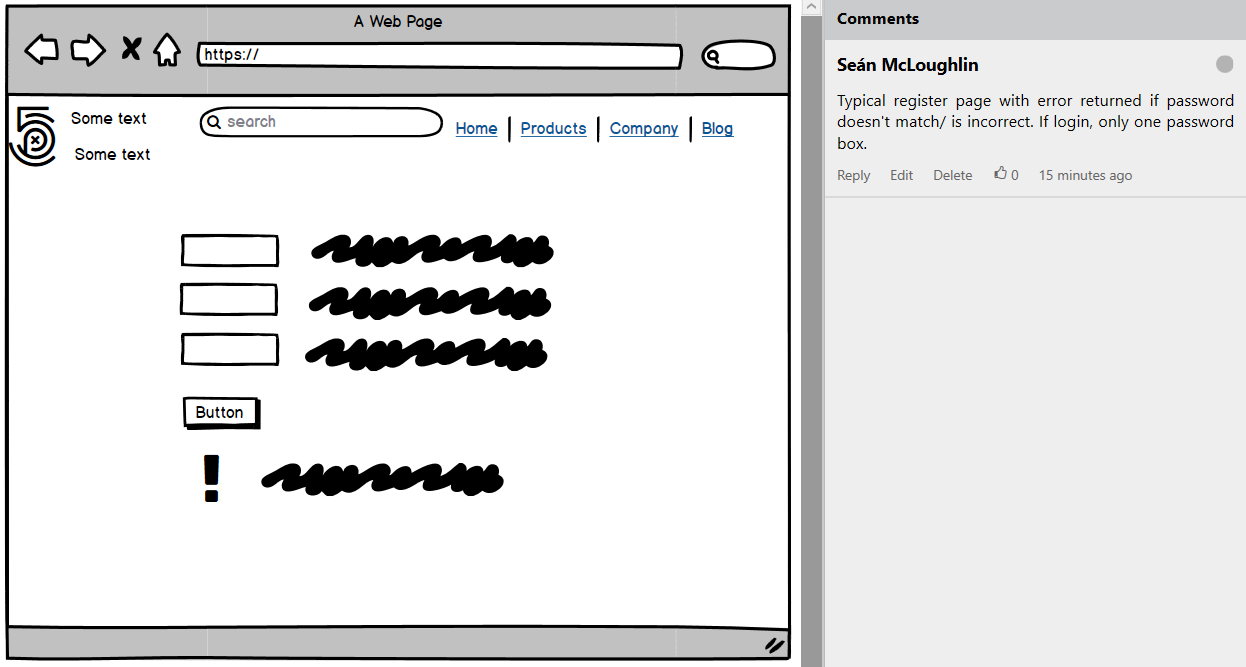 A Web Page
https://
Some text
search
Home Products Company Blog
Some text
Button
!
Comments
Seán McLoughlin
Typical register page with error returned if password
doesn't match/ is incorrect. If login, only one password
box.
Reply Edit Delete 0 15 minutes ago